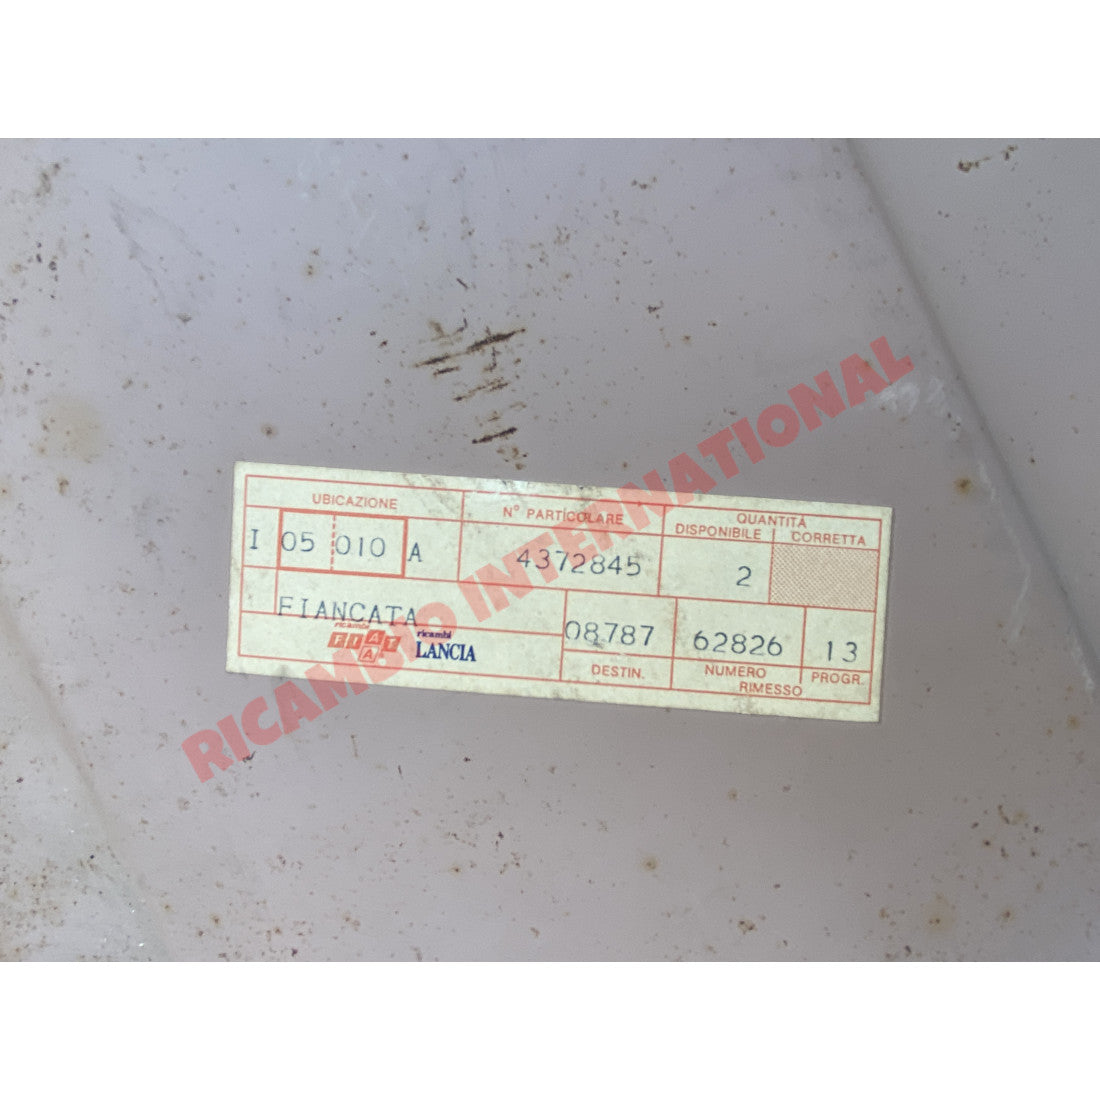 UBICAZIONE
N° PARTICOLARE
QUANTITÀ
DISPONIBILE
CORRETTA
I 05 010 A
4372845
2
FIANCATA
ricambi
FIAT
A
ricambi
LANCIA
08787
62826
13
DESTIN.
NUMERO
RIMESSO
PROGR.
RICAMBIO INTERNATIONAL